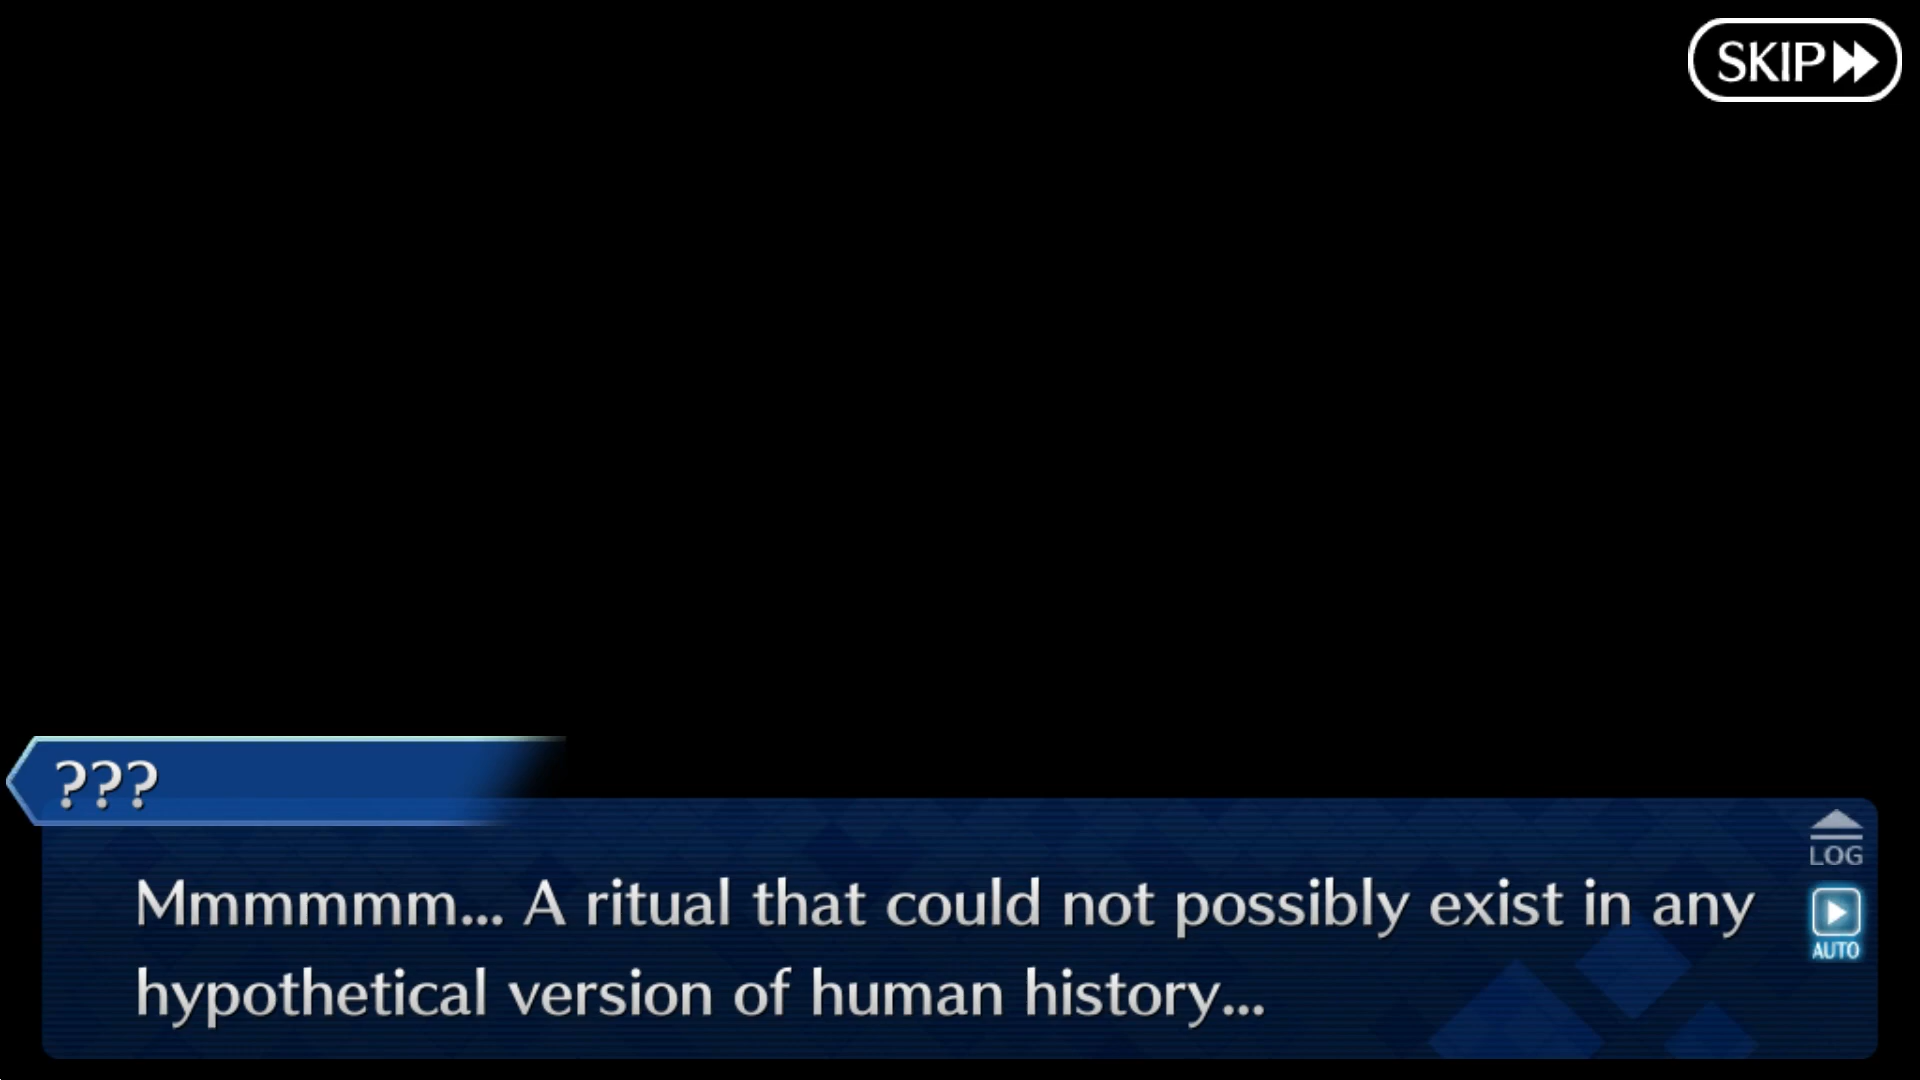 SKIP
???
LOG
Mmmmmm... A ritual that could not possibly exist in any
AUTO
hypothetical version of human history...